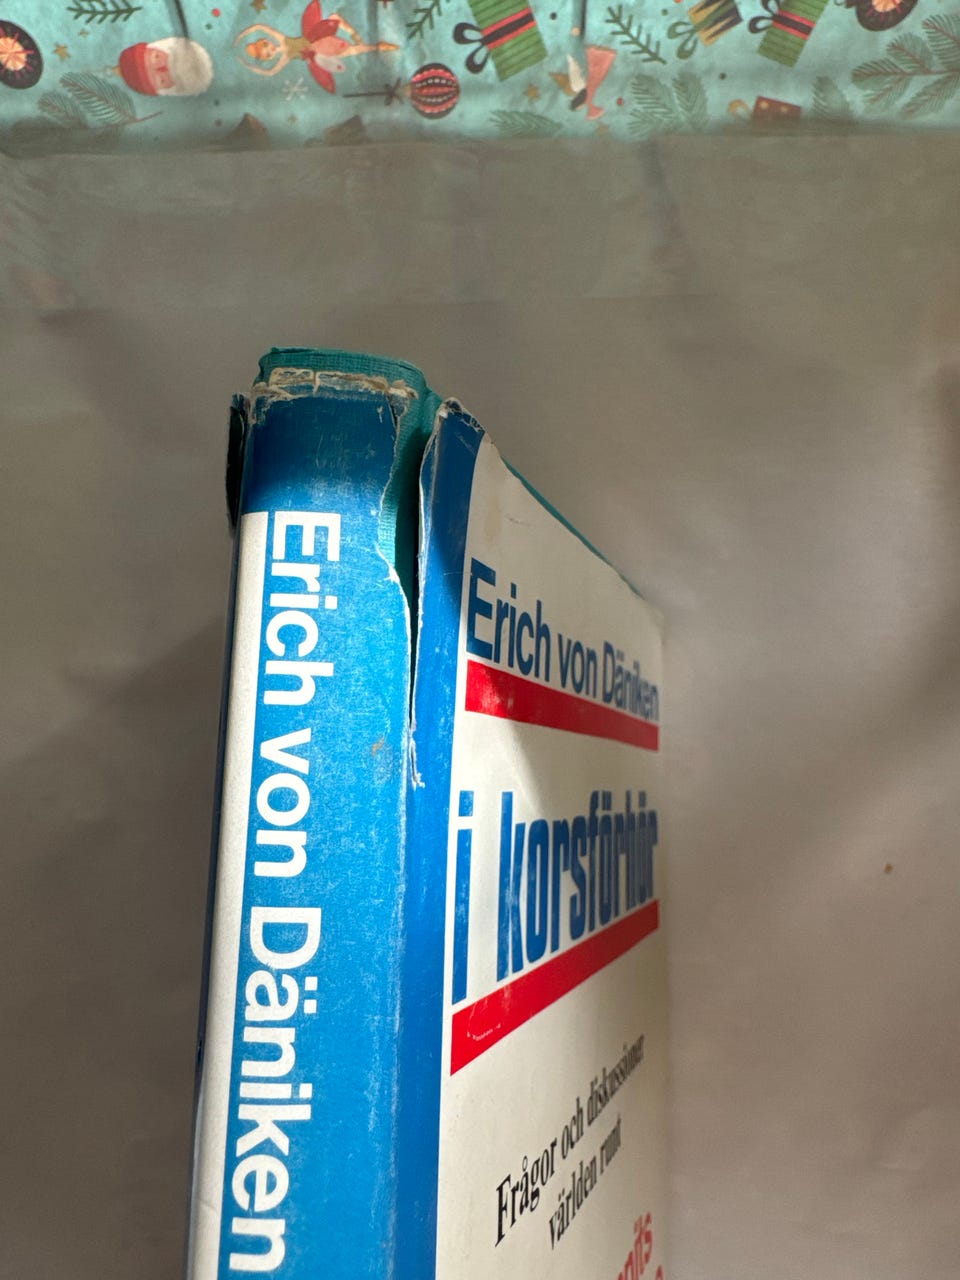 Erich von Däniken
Erich von Däniken
i korsförhör
Frågor och diskussioner
världen runt